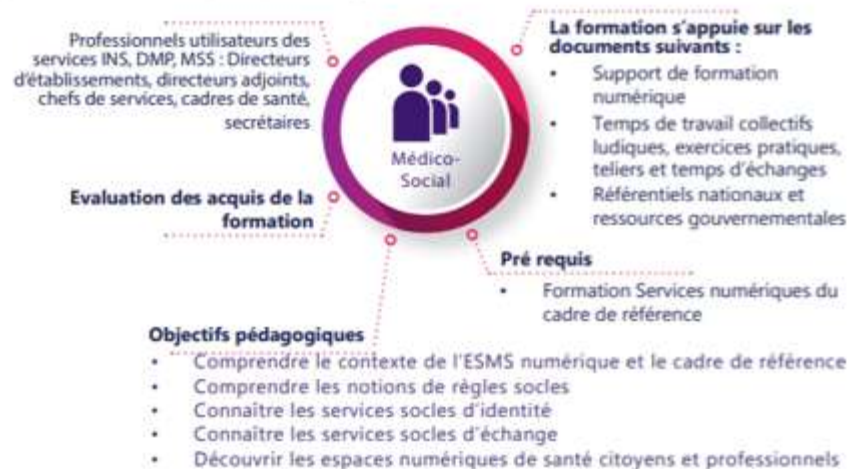 Professionnels utilisateurs des
services INS, DMP, MSS : Directeurs
d'établissements, directeurs adjoints,
chefs de services, cadres de santé,
secrétaires
Evaluation des acquis de la
formation
Médico-
Social
La formation s'appuie sur les
documents suivants :
• Support de formation
numérique
• Temps de travail collectifs
ludiques, exercices pratiques,
teliers et temps d'échanges
• Référentiels nationaux et
ressources gouvernementales
Pré requis
• Formation Services numériques du
cadre de référence
Objectifs pédagogiques
• Comprendre le contexte de l'ESMS numérique et le cadre de référence
• Comprendre les notions de règles socles
• Connaître les services socles d'identité
• Connaître les services socles d'échange
• Découvrir les espaces numériques de santé citoyens et professionnels